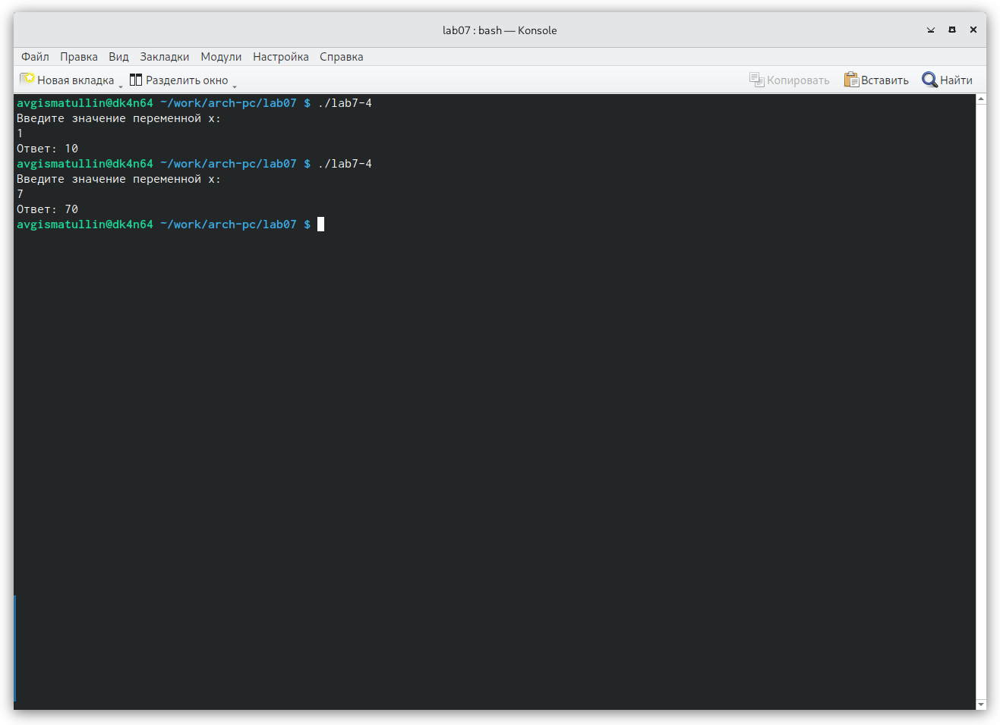 lab07 : bash — Konsole
Файл Правка Вид Закладки Модули Настройка Справка
Новая вкладка Разделить окно Копировать Вставить Найти
avgismatullin@dk4n64 ~/work/arch-pc/lab07 $ ./lab7-4
Введите значение переменной x:
1
Ответ: 10
avgismatullin@dk4n64 ~/work/arch-pc/lab07 $ ./lab7-4
Введите значение переменной x:
7
Ответ: 70
avgismatullin@dk4n64 ~/work/arch-pc/lab07 $